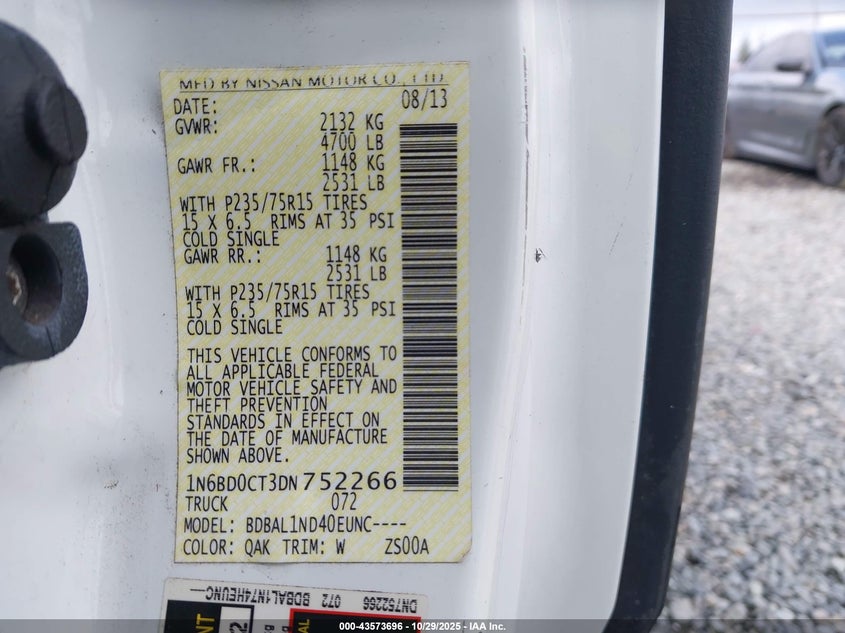 MFD BY NISSAN MOTOR CO., LTD.
DATE: 08/13
GVWR: 2132 KG
4700 LB
GAWR FR.: 1148 KG
2531 LB
WITH P235/75R15 TIRES
15 X 6.5 RIMS AT 35 PSI
COLD SINGLE
GAWR RR.: 1148 KG
2531 LB
WITH P235/75R15 TIRES
15 X 6.5 RIMS AT 35 PSI
COLD SINGLE
THIS VEHICLE CONFORMS TO
ALL APPLICABLE FEDERAL
MOTOR VEHICLE SAFETY AND
THEFT PREVENTION
STANDARDS IN EFFECT ON
THE DATE OF MANUFACTURE
SHOWN ABOVE.
1N6BD0CT3DN752266
TRUCK 072
MODEL: BDBAL1ND40EUNC----
COLOR: QAK TRIM: W ZS00A
DN752266 072 BDBAL1N74HEUNC—
000-43573696 - 10/29/2025 - IAA Inc.